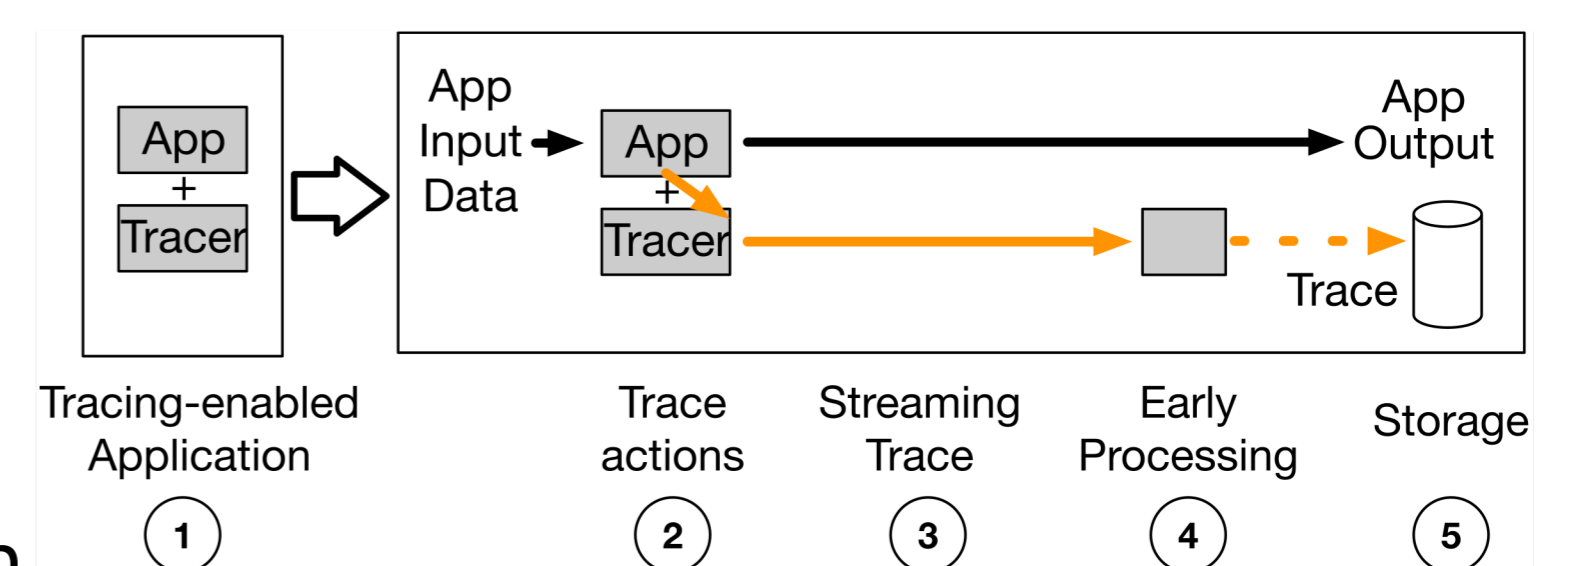 App
+
Tracer
App
Input
Data
App
+
Tracer
App
Output
Trace
Tracing-enabled
Application
Trace
actions
Streaming
Trace
Early
Processing
Storage
1
2
3
4
5